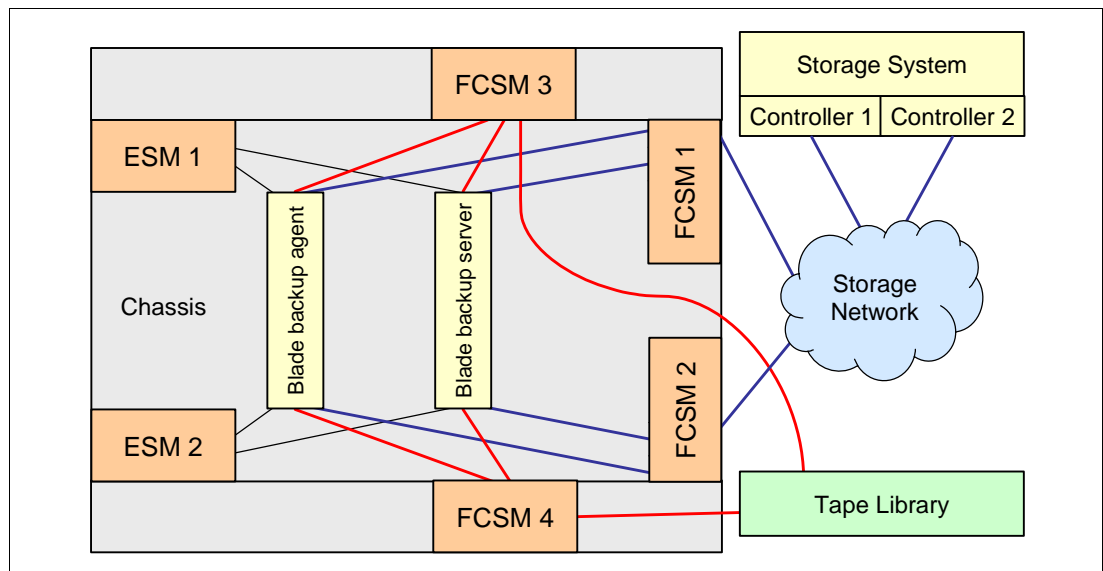 FCSM 3
Storage System
Controller 1
Controller 2
ESM 1
FCSM 1
Blade backup agent
Blade backup server
Chassis
Storage
Network
FCSM 2
ESM 2
FCSM 4
Tape Library